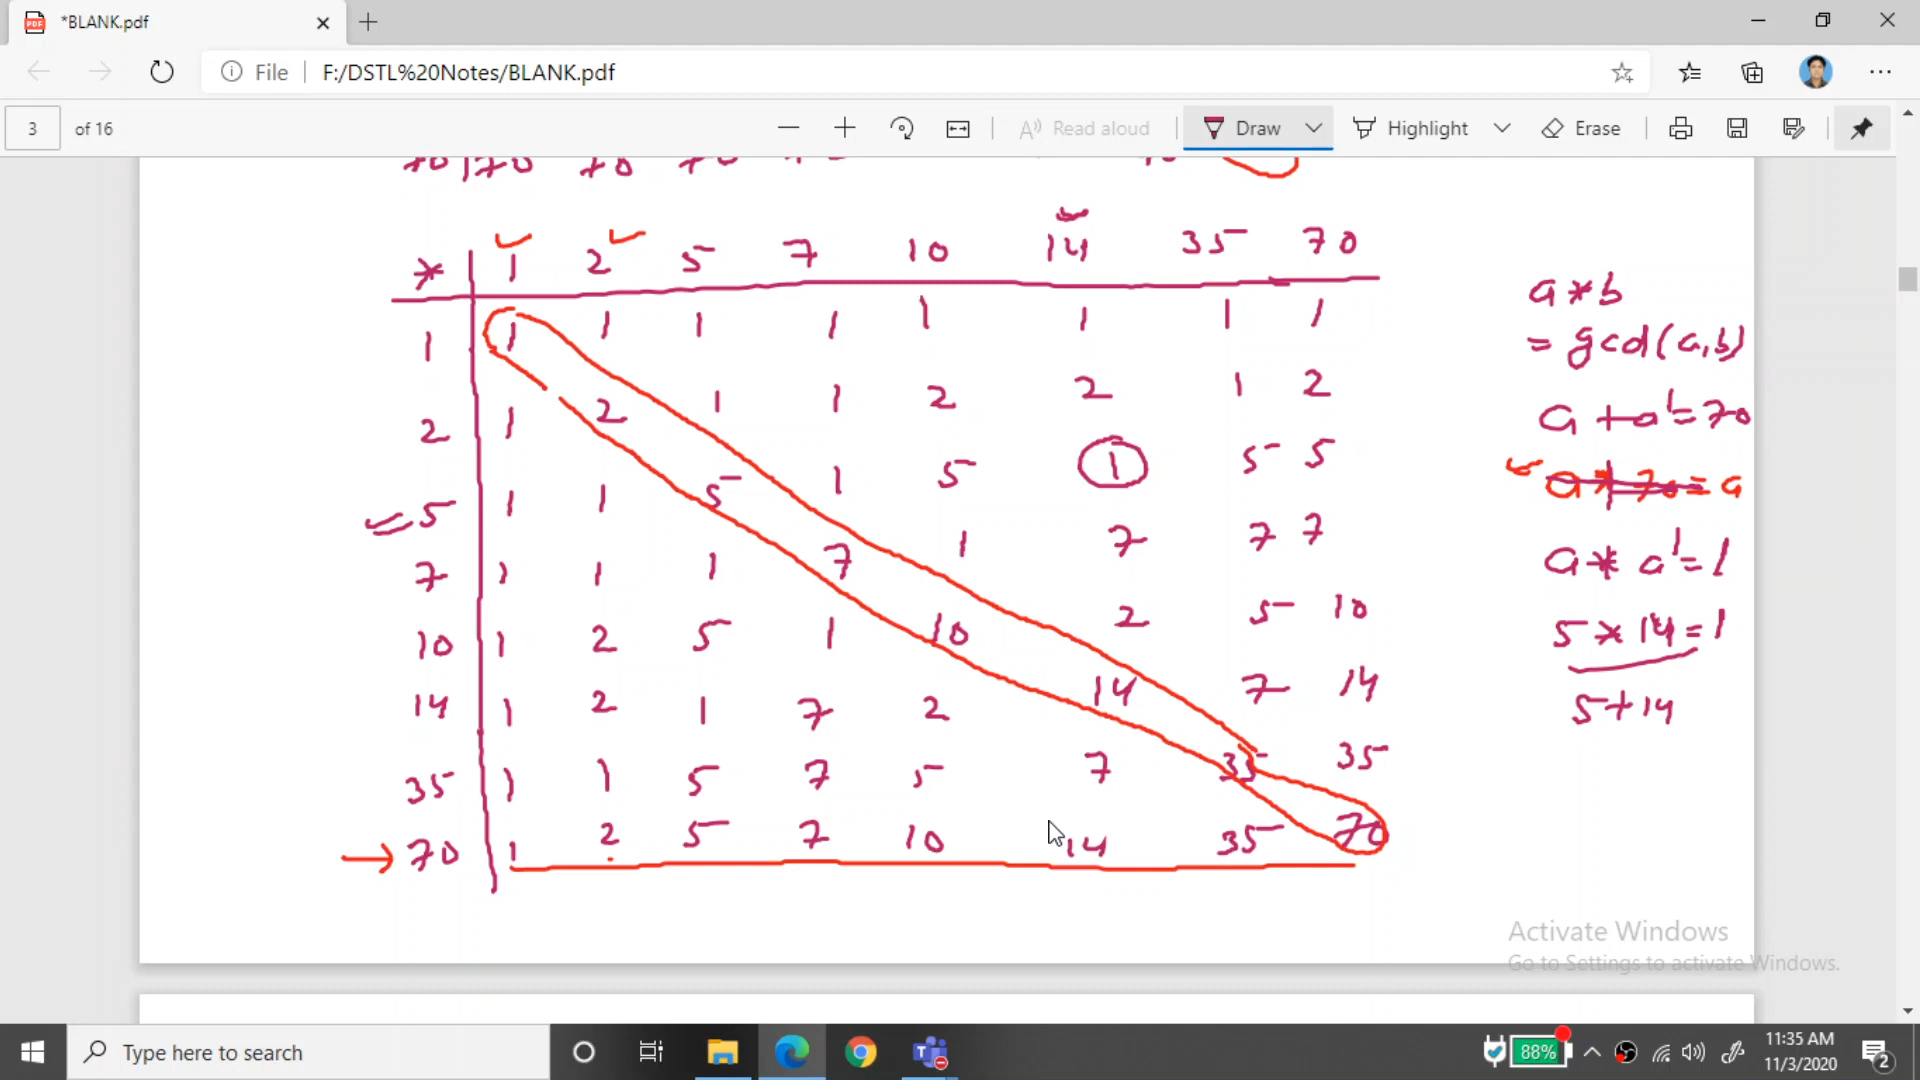 *BLANK.pdf
File F:/DSTL%20Notes/BLANK.pdf
3 of 16 Read aloud Draw Highlight Erase
* 1 2 5 7 10 14 35 70
1 1 1 1 1 1 1 1 1
2 1 2 1 1 2 2 1 2
5 1 1 5 1 5 1 5 5
7 1 1 1 7 1 7 7 7
10 1 2 5 1 10 2 5 10
14 1 2 1 7 2 14 7 14
35 1 1 5 7 5 7 35 35
70 1 2 5 7 10 14 35 70
a * b
= gcd(a,b)
a + a' = 70
a * 70 = a
a * a' = 1
5 * 14 = 1
5 + 14
Activate Windows
Go to Settings to activate Windows.
Type here to search
88%
11:35 AM
11/3/2020
2